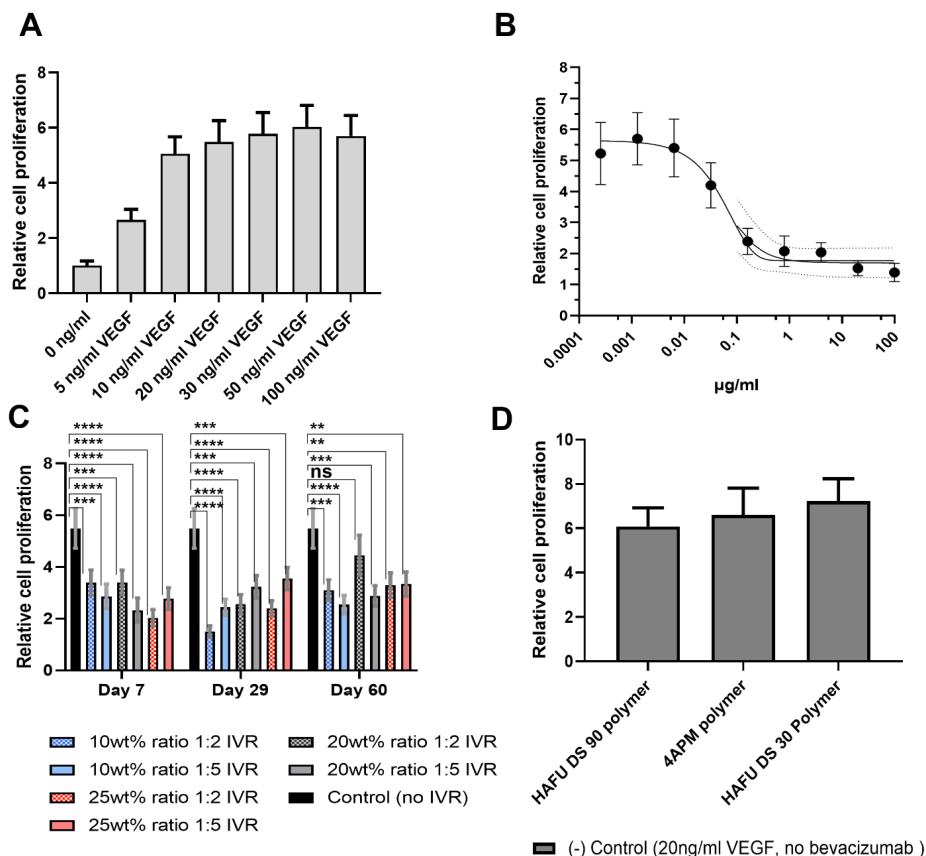 A
Relative cell proliferation
8
6
4
2
0
0 ng/ml
5 ng/ml VEGF
10 ng/ml VEGF
20 ng/ml VEGF
30 ng/ml VEGF
50 ng/ml VEGF
100 ng/ml VEGF
B
Relative cell proliferation
8
7
6
5
4
3
2
1
0
0.0001
0.001
0.01
0.1
1
10
100
µg/ml
C
Relative cell proliferation
8
6
4
2
0
****
****
****
***
****
***
***
****
***
****
****
****
**
**
***
ns
****
***
Day 7
Day 29
Day 60
10wt% ratio 1:2 IVR
10wt% ratio 1:5 IVR
25wt% ratio 1:2 IVR
25wt% ratio 1:5 IVR
20wt% ratio 1:2 IVR
20wt% ratio 1:5 IVR
Control (no IVR)
D
Relative cell proliferation
10
8
6
4
2
0
HAFU DS 90 polymer
4APM polymer
HAFU DS 30 Polymer
(-) Control (20ng/ml VEGF, no bevacizumab )